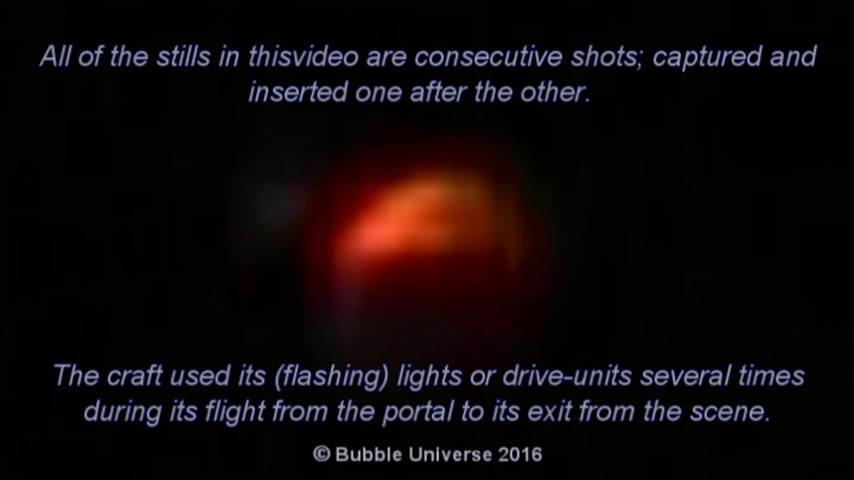 All of the stills in thisvideo are consecutive shots; captured and
inserted one after the other.
The craft used its (flashing) lights or drive-units several times
during its flight from the portal to its exit from the scene.
© Bubble Universe 2016